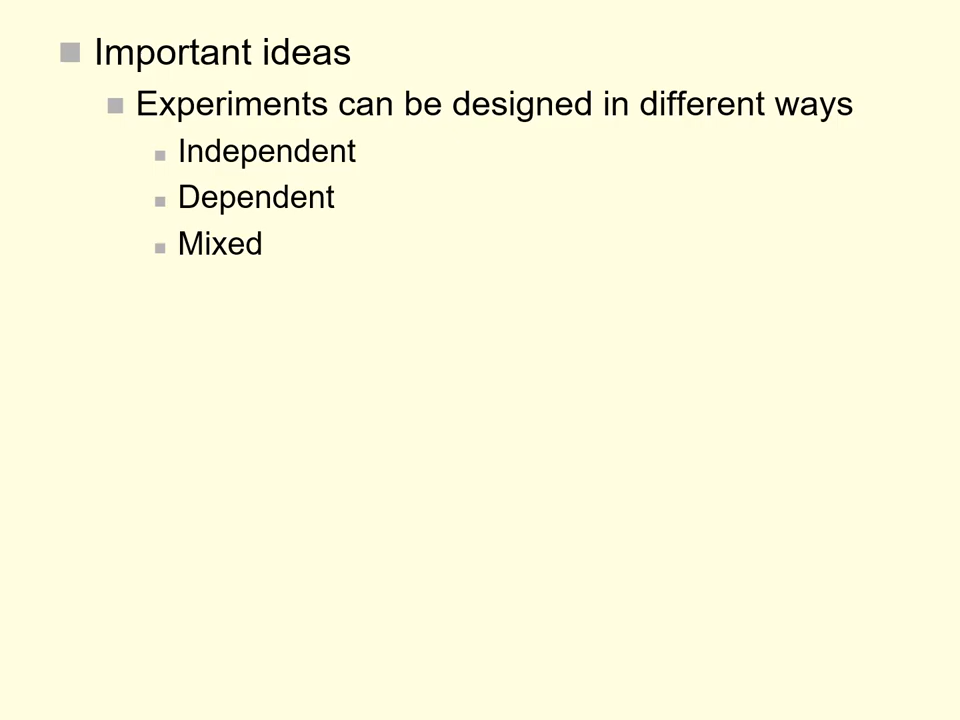 Important ideas
Experiments can be designed in different ways
Independent
Dependent
Mixed